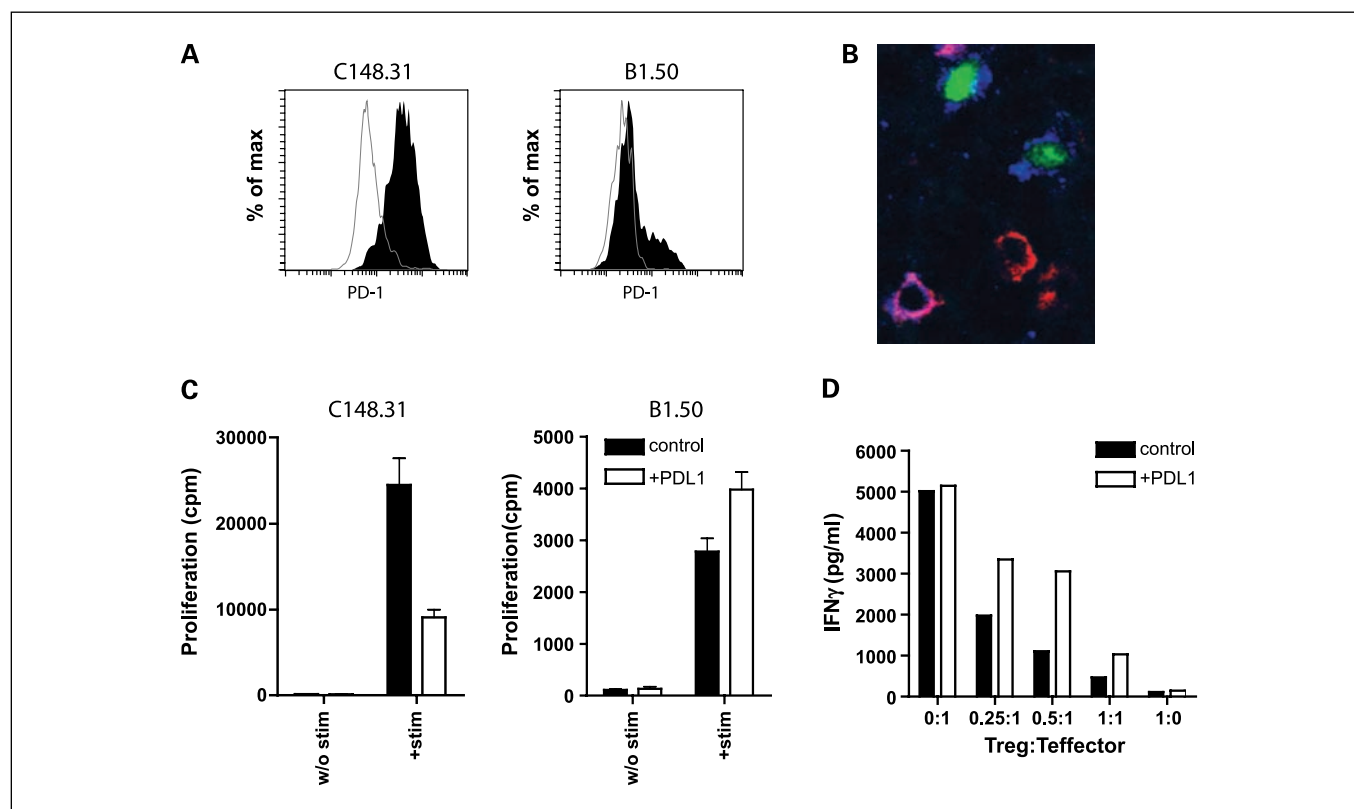 A
C148.31
% of max
PD-1
B1.50
% of max
PD-1
B
C
C148.31
Proliferation (cpm)
30000
20000
10000
0
w/o stim
+stim
B1.50
Proliferation(cpm)
5000
4000
3000
2000
1000
0
control
+PDL1
w/o stim
+stim
D
IFNγ (pg/ml)
6000
5000
4000
3000
2000
1000
0
control
+PDL1
0:1 0.25:1 0.5:1 1:1 1:0
Treg:Teffector